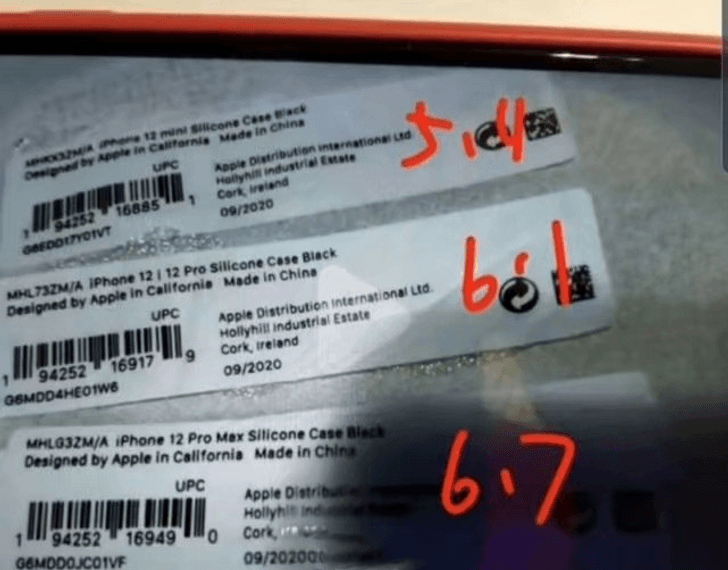 iPhone 12 mini Silicone Case Black
Designed by Apple in California Made in China
UPC
Apple Distribution International Ltd
Hollyhill Industrial Estate
Cork, Ireland
09/2020
1 94252 16885 1
5.4
MHL73ZM/A iPhone 12 | 12 Pro Silicone Case Black
Designed by Apple in California Made in China
UPC
Apple Distribution International Ltd.
Hollyhill Industrial Estate
Cork, Ireland
09/2020
1 94252 16917 9
G6MDD4HE01W6
6.1
MHLG3ZM/A iPhone 12 Pro Max Silicone Case Black
Designed by Apple in California Made in China
UPC
Apple
Hollyhill
Cork,
09/2020
1 94252 16949 0
G6MDD0JC01VF
6.7